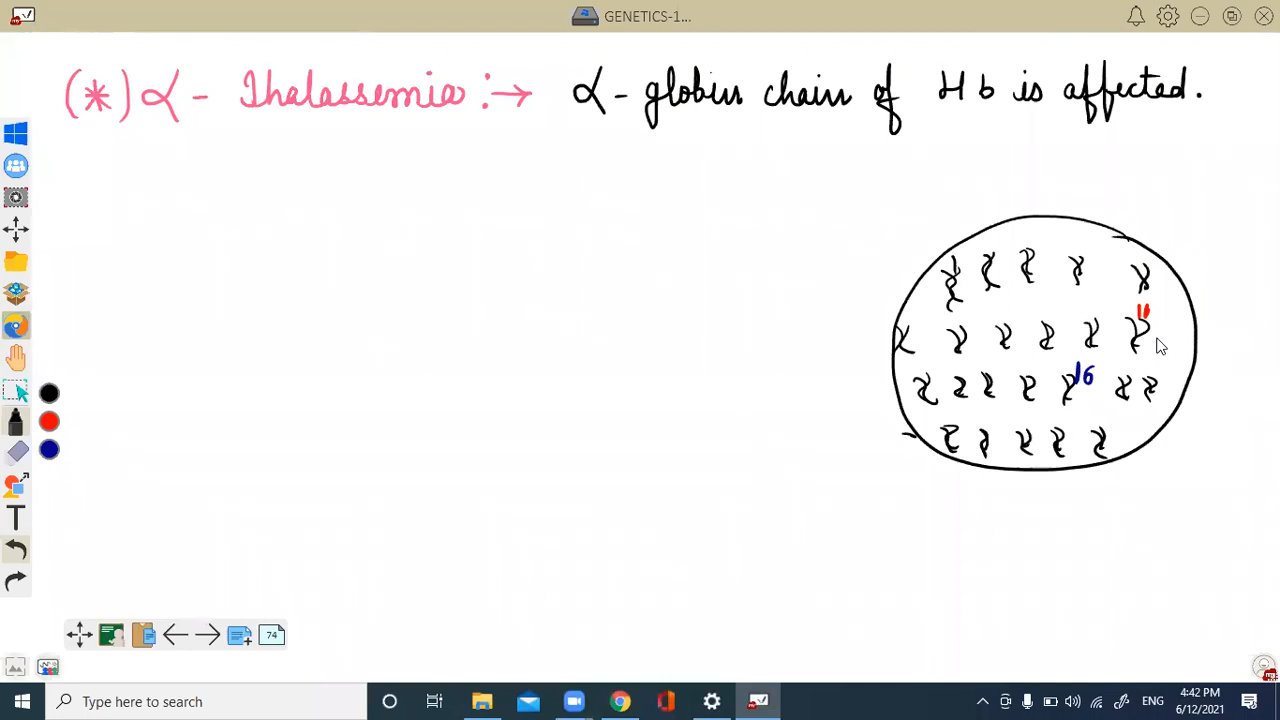 GENETICS-1...
(*) α - Thalassemia :→ α - globin chain of Hb is affected.
11
16
T
74
Type here to search
ENG
4:42 PM
6/12/2021